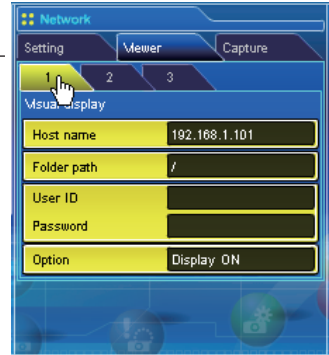 Network
Setting Viewer Capture
1 2 3
Visual display
Host name 192.168.1.101
Folder path /
User ID
Password
Option Display ON